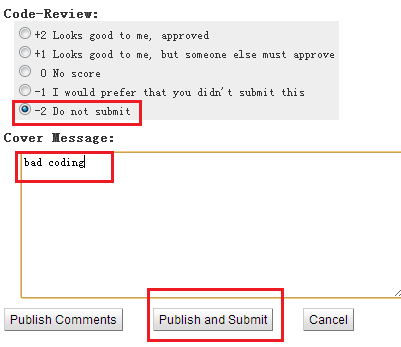 Code-Review:
+2 Looks good to me, approved
+1 Looks good to me, but someone else must approve
0 No score
-1 I would prefer that you didn't submit this
-2 Do not submit
Cover Message:
bad coding
Publish Comments Publish and Submit Cancel